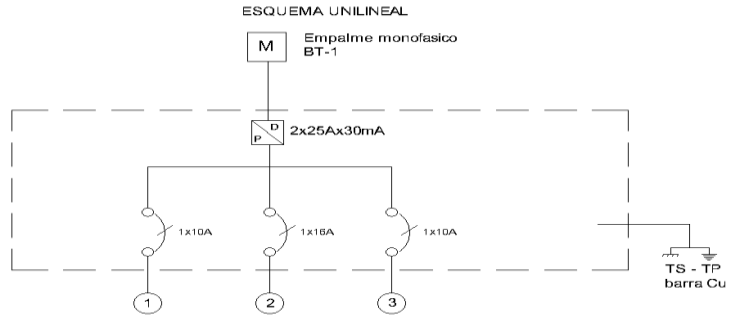 ESQUEMA UNILINEAL
M
Empalme monofasico
BT-1
D
P
2x25Ax30mA
1x10A
1x16A
1x10A
TS - TP
barra Cu
1
2
3